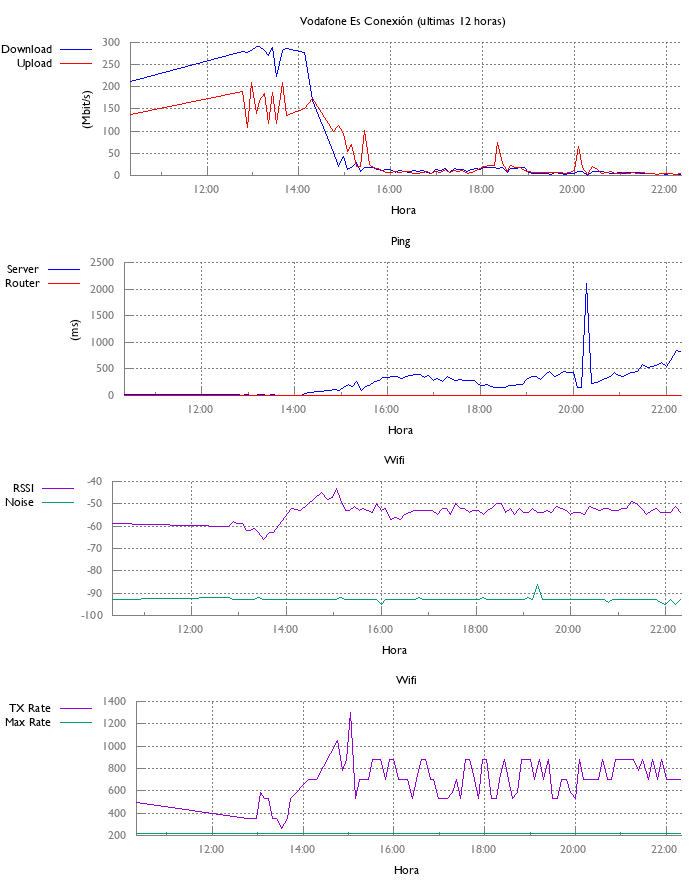 Vodafone Es Conexión (ultimas 12 horas)
Download
Upload
(Mbit/s)
300
250
200
150
100
50
0
12:00 14:00 16:00 18:00 20:00 22:00
Hora
Ping
Server
Router
(ms)
2500
2000
1500
1000
500
0
12:00 14:00 16:00 18:00 20:00 22:00
Hora
Wifi
RSSI
Noise
-40
-50
-60
-70
-80
-90
-100
12:00 14:00 16:00 18:00 20:00 22:00
Hora
Wifi
TX Rate
Max Rate
1400
1200
1000
800
600
400
200
12:00 14:00 16:00 18:00 20:00 22:00
Hora